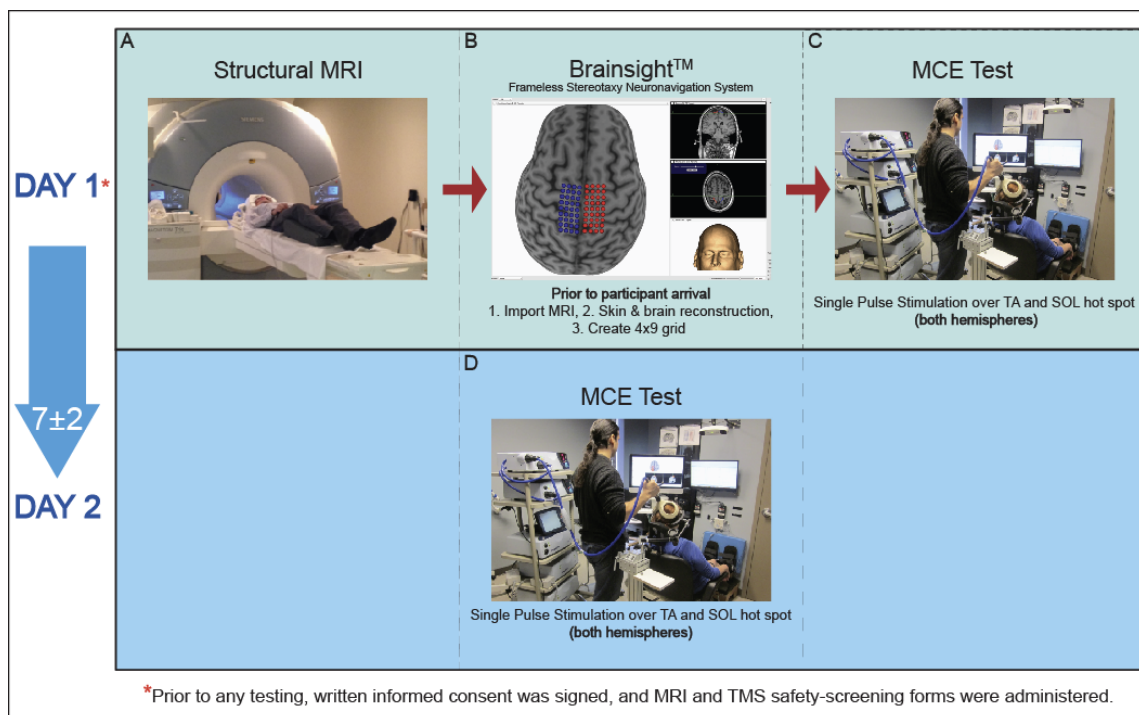 A
Structural MRI
B
Brainsight™
Frameless Stereotaxy Neuronavigation System
Prior to participant arrival
1. Import MRI, 2. Skin & brain reconstruction,
3. Create 4x9 grid
C
MCE Test
Single Pulse Stimulation over TA and SOL hot spot
(both hemispheres)
DAY 1*
7±2
DAY 2
D
MCE Test
Single Pulse Stimulation over TA and SOL hot spot
(both hemispheres)
*Prior to any testing, written informed consent was signed, and MRI and TMS safety-screening forms were administered.